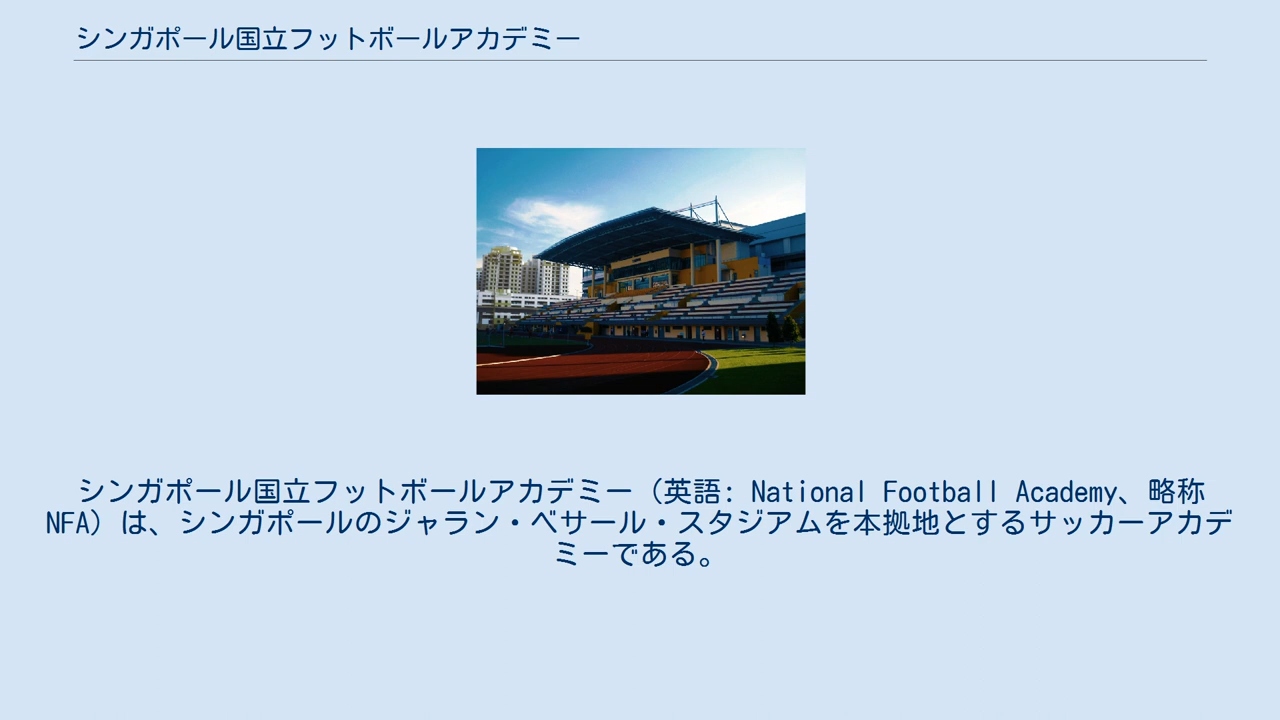 シンガポール国立フットボールアカデミー
シンガポール国立フットボールアカデミー（英語: National Football Academy、略称
NFA）は、シンガポールのジャラン・ベサール・スタジアムを本拠地とするサッカーアカデ
ミーである。